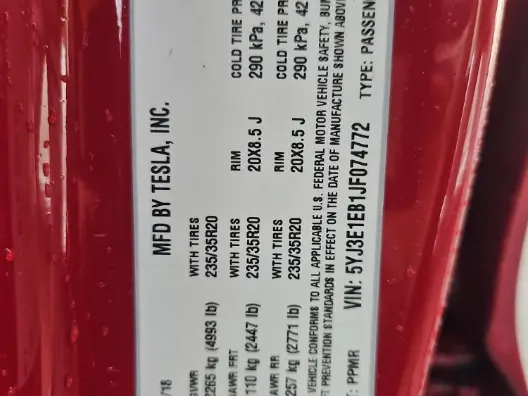 /18
MFD BY TESLA, INC.
GVWR WITH TIRES
2265 kg (4993 lb) 235/35R20
GAWR FRT WITH TIRES RIM COLD TIRE PR
1110 kg (2447 lb) 235/35R20 20X8.5 J 290 kPa, 42
GAWR RR WITH TIRES RIM COLD TIRE PR
1257 kg (2771 lb) 235/35R20 20X8.5 J 290 kPa, 42
VEHICLE CONFORMS TO ALL APPLICABLE U.S. FEDERAL MOTOR VEHICLE SAFETY, BU
T PREVENTION STANDARDS IN EFFECT ON THE DATE OF MANUFACTURE SHOWN ABOV
T: PPMR VIN: 5YJ3E1EB1JF074772 TYPE: PASSEN